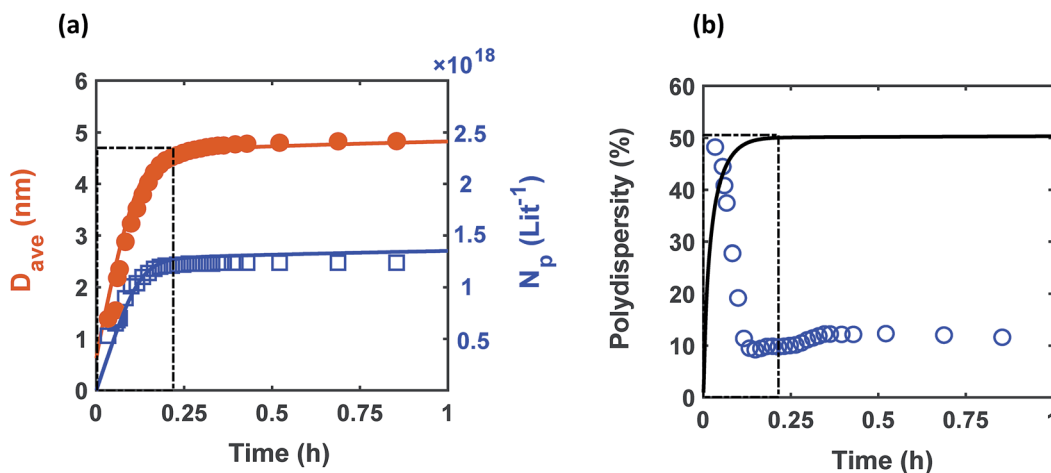 (a)
×10^18
6
5
4
3
2
1
0
D_ave (nm)
2.5
2
1.5
1
0.5
N_p (Lit^-1)
0 0.25 0.5 0.75 1
Time (h)
(b)
60
50
40
30
20
10
0
Polydispersity (%)
0 0.25 0.5 0.75 1
Time (h)